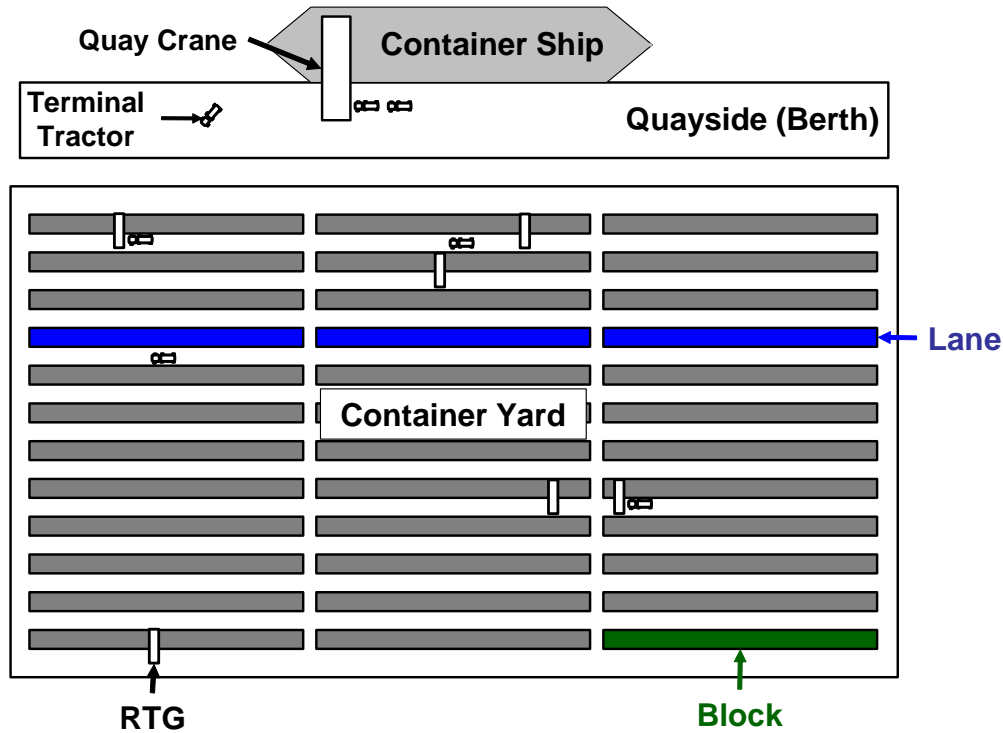 Quay Crane
Container Ship
Terminal
Tractor
Quayside (Berth)
Lane
Container Yard
RTG
Block